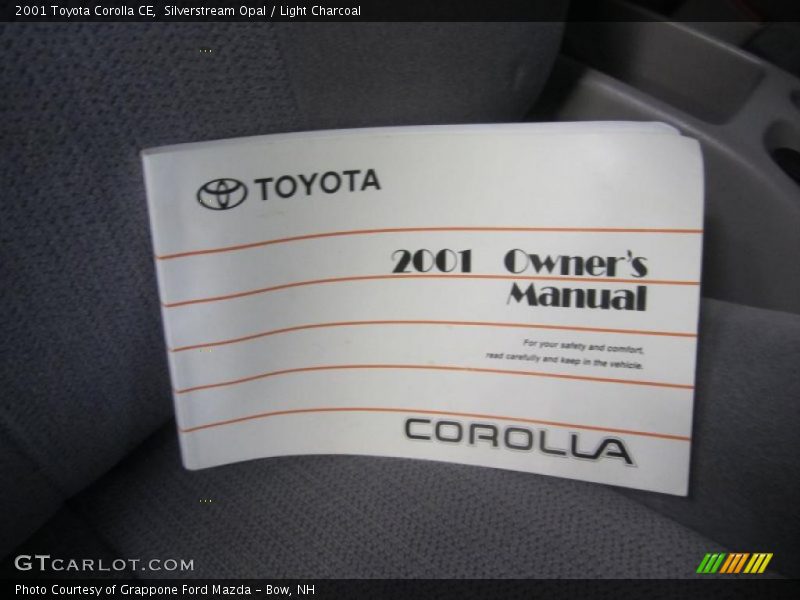 2001 Toyota Corolla CE,  Silverstream Opal / Light Charcoal
TOYOTA
2001 Owner's
Manual
For your safety and comfort,
read carefully and keep in the vehicle.
COROLLA
GTCARLOT.COM
Photo Courtesy of Grappone Ford Mazda – Bow, NH